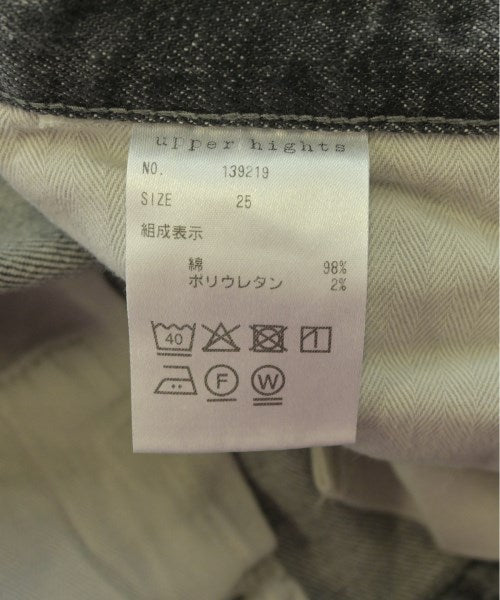 upper hights
NO. 139219
SIZE 25
組成表示
綿 98%
ポリウレタン 2%
40
F W